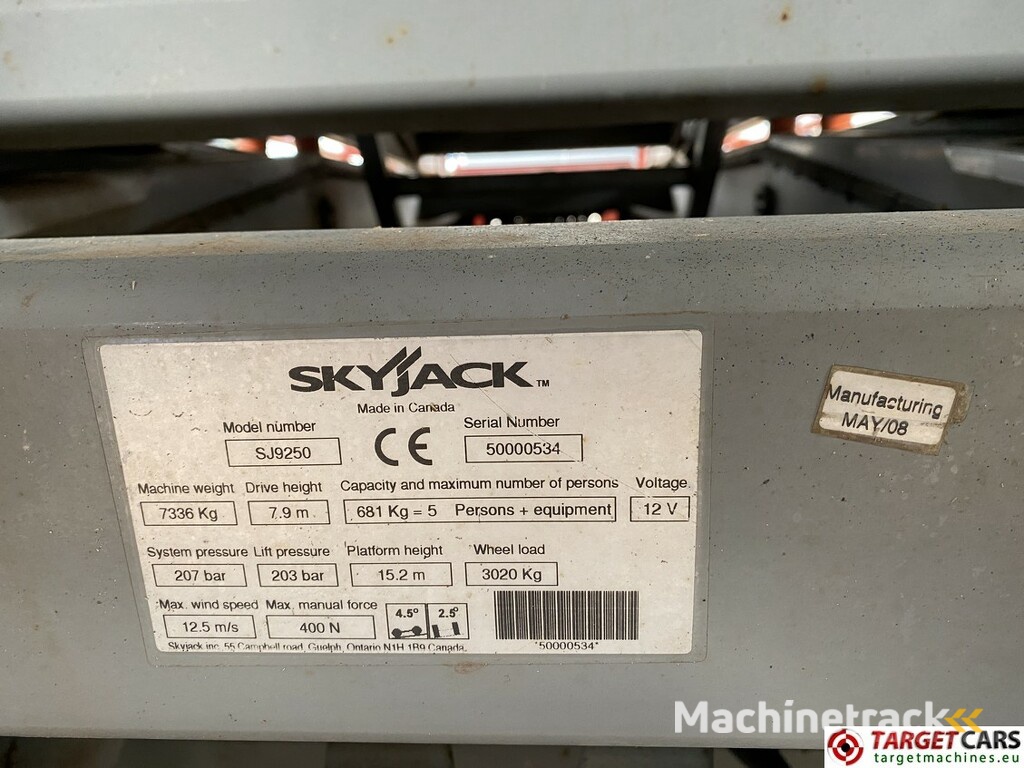 SKYJACK™
Made in Canada
Model number
SJ9250
CE
Serial Number
50000534
Manufacturing
MAY/08
Machine weight Drive height Capacity and maximum number of persons Voltage
7336 Kg 7.9 m 681 Kg = 5 Persons + equipment 12 V
System pressure Lift pressure Platform height Wheel load
207 bar 203 bar 15.2 m 3020 Kg
Max. wind speed Max. manual force
12.5 m/s 400 N
4.5° 2.5°
Skyjack inc. 55 Campbell road, Guelph, Ontario N1H 1B9 Canada.
*50000534*
Machinetrack
TARGETCARS
targetmachines.eu